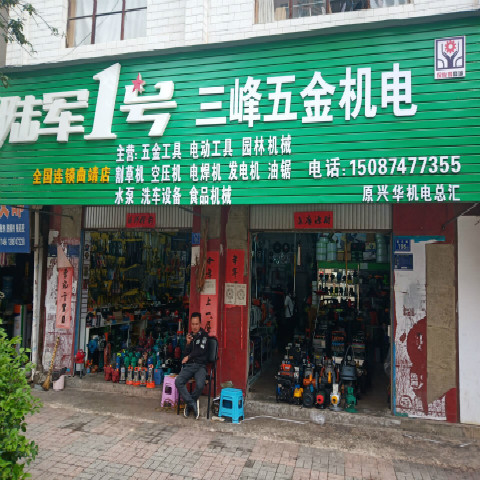 陆军1号
三峰五金机电
主营:五金工具 电动工具 园林机械
全国连锁曲靖店
割草机 空压机 电焊机 发电机 油锯
电话:15087477355
水泵 洗车设备 食品机械
原兴华机电总汇